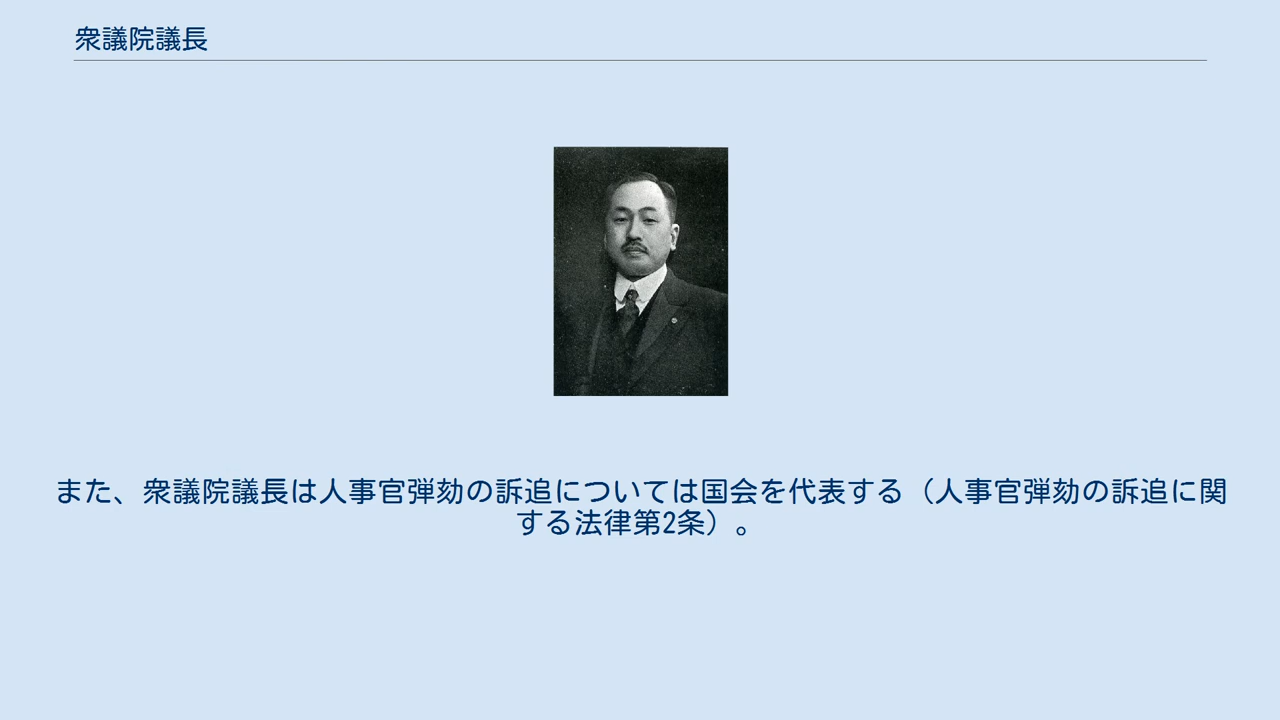 衆議院議長
また、衆議院議長は人事官弾劾の訴追については国会を代表する（人事官弾劾の訴追に関
する法律第2条）。